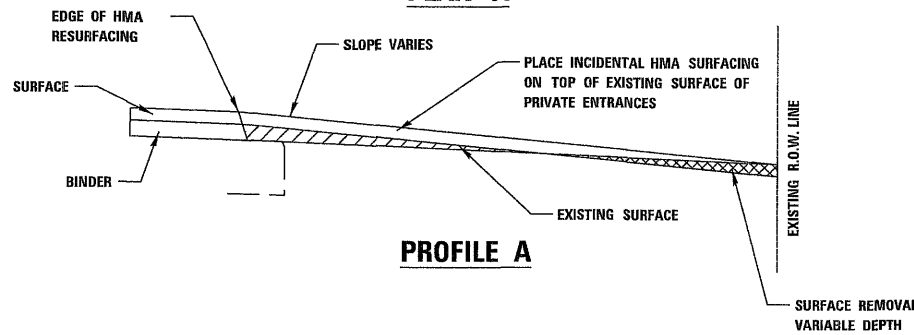 EDGE OF HMA
RESURFACING
SLOPE VARIES
PLACE INCIDENTAL HMA SURFACING
ON TOP OF EXISTING SURFACE OF
PRIVATE ENTRANCES
SURFACE
BINDER
EXISTING SURFACE
EXISTING R.O.W. LINE
PROFILE A
SURFACE REMOVAL
VARIABLE DEPTH